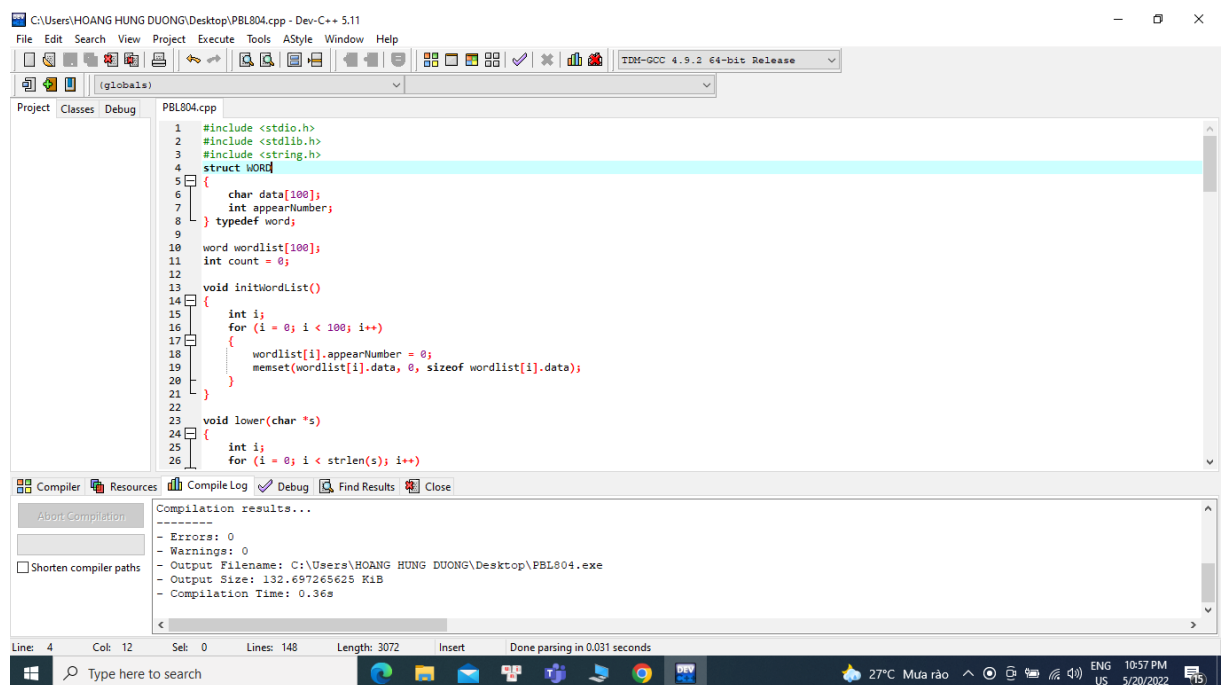 C:\Users\HOANG HUNG DUONG\Desktop\PBL804.cpp - Dev-C++ 5.11
File Edit Search View Project Execute Tools AStyle Window Help
TDM-GCC 4.9.2 64-bit Release
(globals)
Project Classes Debug PBL804.cpp
1 #include <stdio.h>
2 #include <stdlib.h>
3 #include <string.h>
4 struct WORD
5 {
6 char data[100];
7 int appearNumber;
8 } typedef word;
9
10 word wordlist[100];
11 int count = 0;
12
13 void initWordList()
14 {
15 int i;
16 for (i = 0; i < 100; i++)
17 {
18 wordlist[i].appearNumber = 0;
19 memset(wordlist[i].data, 0, sizeof wordlist[i].data);
20 }
21 }
22
23 void lower(char *s)
24 {
25 int i;
26 for (i = 0; i < strlen(s); i++)
Compiler Resources Compile Log Debug Find Results Close
Abort Compilation
Shorten compiler paths
Compilation results...
--------
- Errors: 0
- Warnings: 0
- Output Filename: C:\Users\HOANG HUNG DUONG\Desktop\PBL804.exe
- Output Size: 132.697265625 KiB
- Compilation Time: 0.36s
Line: 4 Col: 12 Sel: 0 Lines: 148 Length: 3072 Insert Done parsing in 0.031 seconds
Type here to search
DEV
27°C Mưa rào
ENG
US
10:57 PM
5/20/2022
15